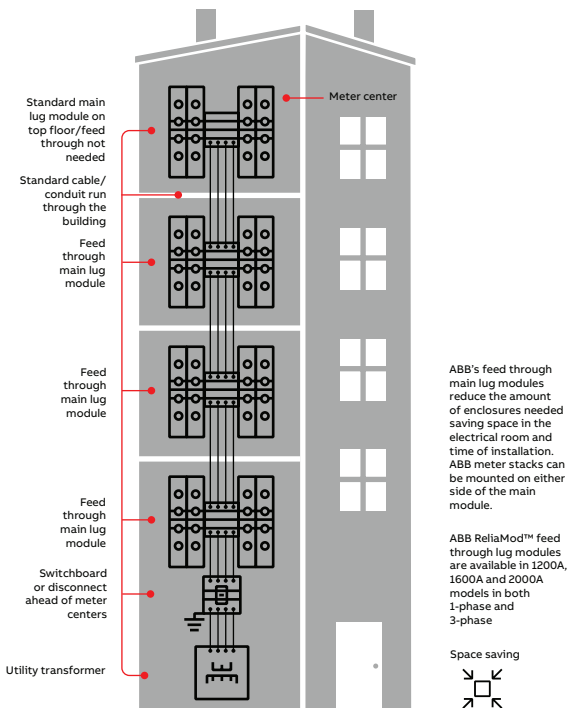 Standard main
lug module on
top floor/feed
through not
needed
Meter center
Standard cable/
conduit run
through the
building
Feed
through
main lug
module
Feed
through
main lug
module
ABB's feed through
main lug modules
reduce the amount
of enclosures needed
saving space in the
electrical room and
time of installation.
ABB meter stacks can
be mounted on either
side of the main
module.
Feed
through
main lug
module
ABB ReliaMod™ feed
through lug modules
are available in 1200A,
1600A and 2000A
models in both
1-phase and
3-phase
Switchboard
or disconnect
ahead of meter
centers
Space saving
Utility transformer